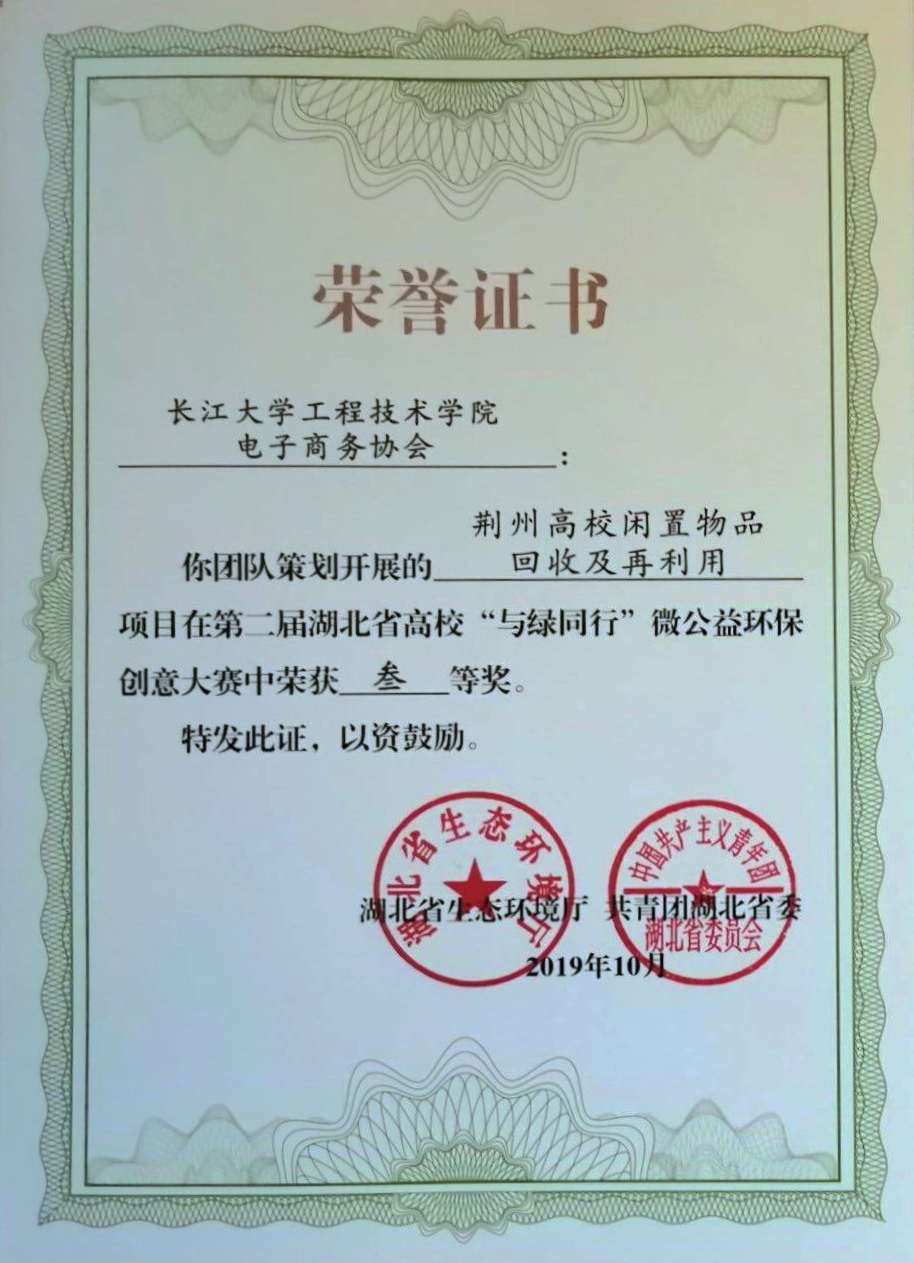 荣誉证书
长江大学工程技术学院
电子商务协会：
荆州高校闲置物品
你团队策划开展的回收及再利用
项目在第二届湖北省高校“与绿同行”微公益环保
创意大赛中荣获叁等奖。
特发此证，以资鼓励。
湖北省生态环境厅
中国共产主义青年团
湖北省生态环境厅 共青团湖北省委
湖北省委员会
2019年10月